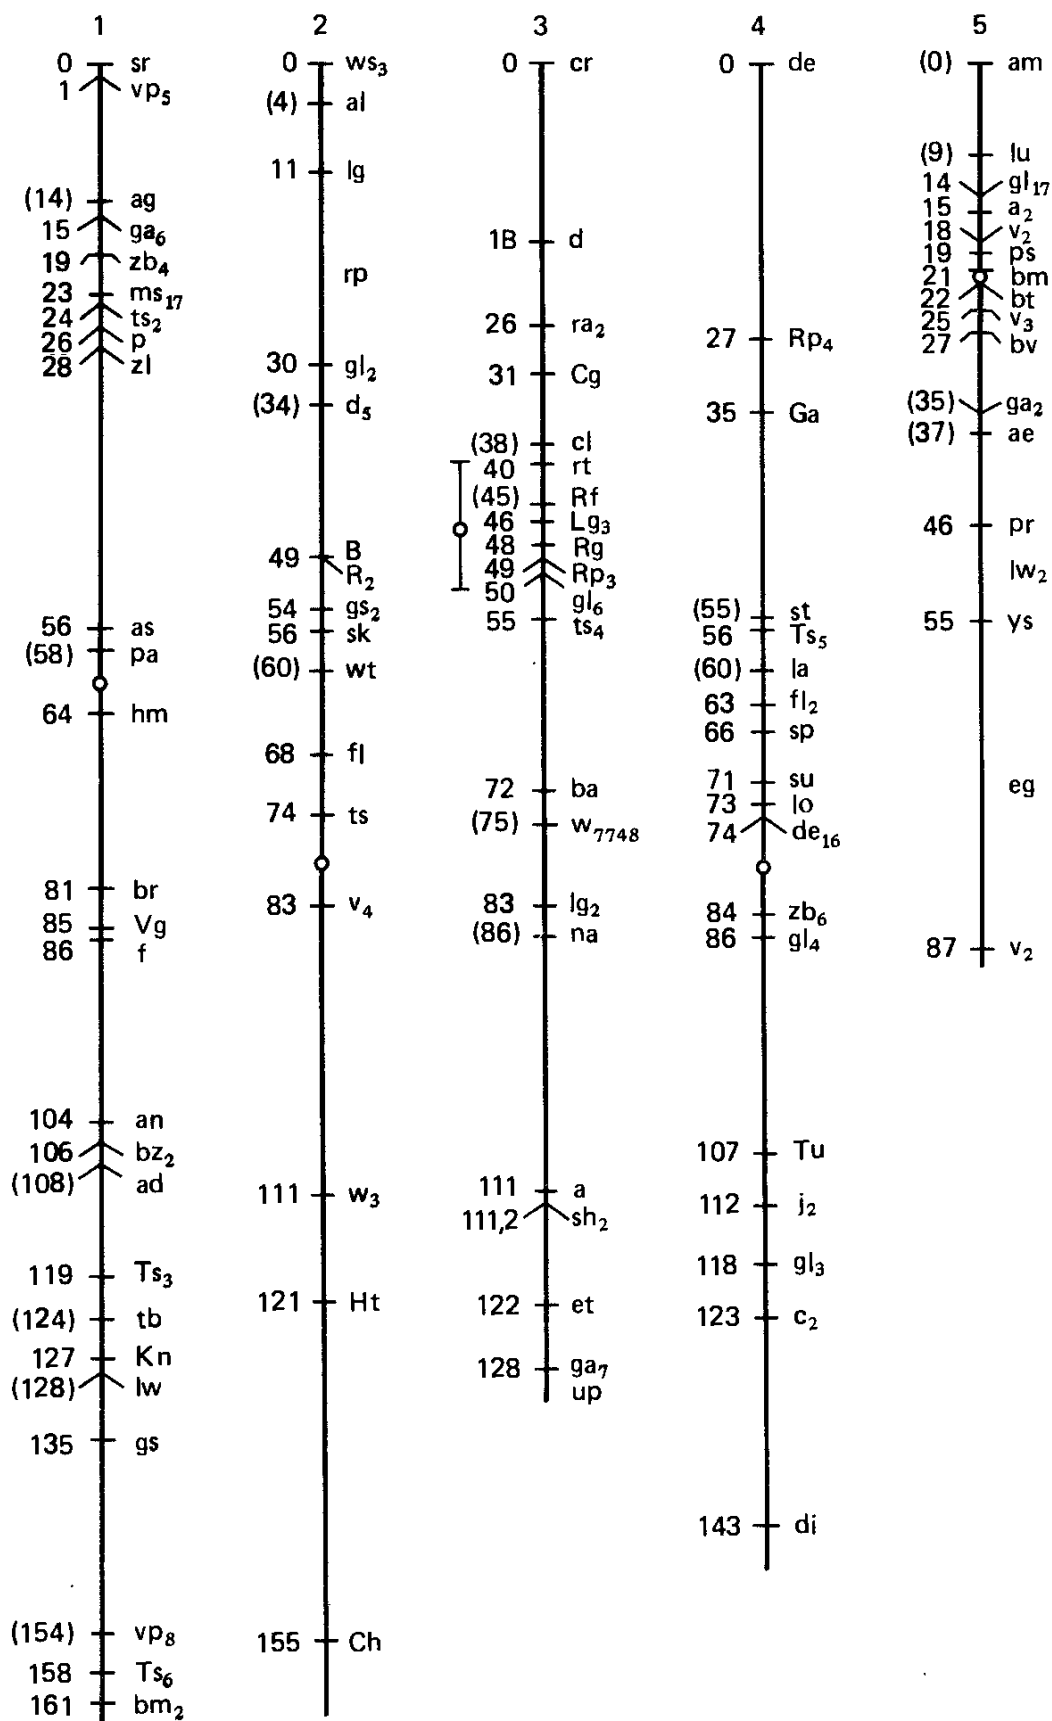 1
0 sr
1 vp₅
(14) ag
15 ga₆
19 zb₄
23 ms₁₇
24 ts₂
26 p
28 zl
56 as
(58) pa
64 hm
81 br
85 Vg
86 f
104 an
106 bz₂
(108) ad
119 Ts₃
(124) tb
127 Kn
(128) lw
135 gs
(154) vp₈
158 Ts₆
161 bm₂
2
0 ws₃
(4) al
11 lg
rp
30 gl₂
(34) d₅
49 B
R₂
54 gs₂
56 sk
(60) wt
68 fl
74 ts
83 v₄
111 w₃
121 Ht
155 Ch
3
0 cr
18 d
26 ra₂
31 Cg
(38) cl
40 rt
(45) Rf
46 Lg₃
48 Rg
49 Rp₃
50 gl₆
55 ts₄
72 ba
(75) w₇₇₄₈
83 lg₂
(86) na
111 a
111,2 sh₂
122 et
128 ga₇
up
4
0 de
27 Rp₄
35 Ga
(55) st
56 Ts₅
(60) la
63 fl₂
66 sp
71 su
73 lo
74 de₁₆
84 zb₆
86 gl₄
107 Tu
112 j₂
118 gl₃
123 c₂
143 di
5
(0) am
(9) lu
14 gl₁₇
15 a₂
18 v₂
19 ps
21 bm
22 bt
25 v₃
27 bv
(35) ga₂
(37) ae
46 pr
lw₂
55 ys
eg
87 v₂